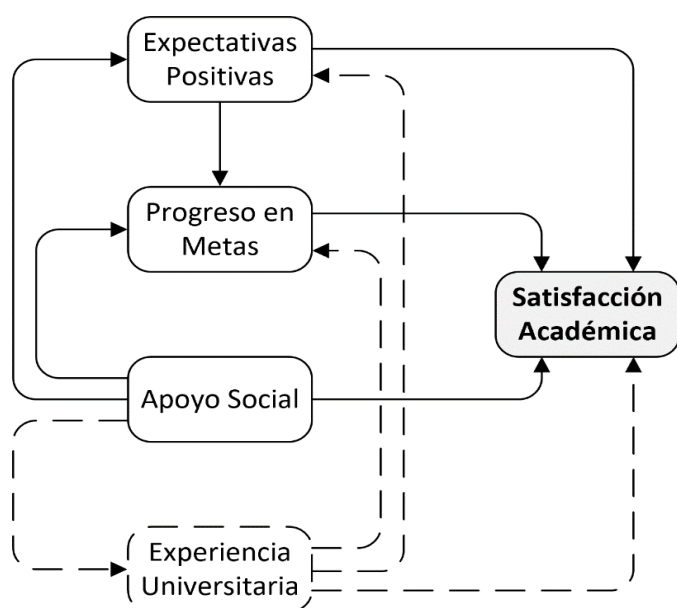 Expectativas
Positivas
Progreso en
Metas
Satisfacción
Académica
Apoyo Social
Experiencia
Universitaria